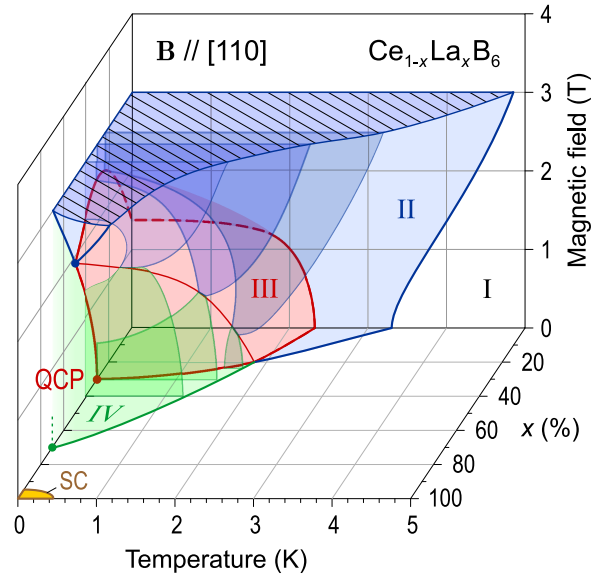 B // [110]
Ce1-xLaxB6
4
3
2
1
0
Magnetic field (T)
II
I
III
QCP
IV
SC
20
40
60
80
100
x (%)
0
1
2
3
4
5
Temperature (K)